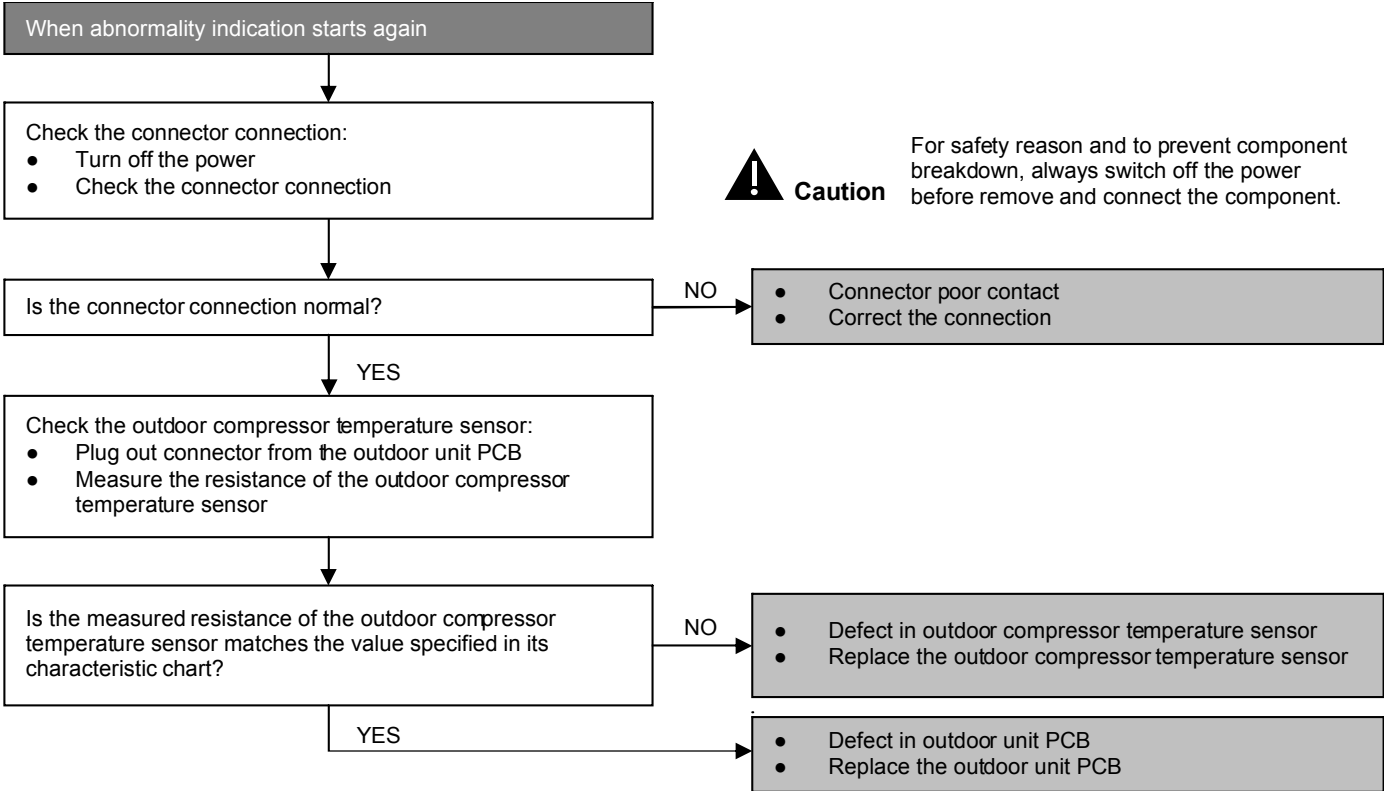 When abnormality indication starts again
Check the connector connection:
● Turn off the power
● Check the connector connection
For safety reason and to prevent component
breakdown, always switch off the power
before remove and connect the component.
Caution
Is the connector connection normal?
NO
● Connector poor contact
● Correct the connection
YES
Check the outdoor compressor temperature sensor:
● Plug out connector from the outdoor unit PCB
● Measure the resistance of the outdoor compressor
temperature sensor
Is the measured resistance of the outdoor compressor
temperature sensor matches the value specified in its
characteristic chart?
NO
● Defect in outdoor compressor temperature sensor
● Replace the outdoor compressor temperature sensor
YES
● Defect in outdoor unit PCB
● Replace the outdoor unit PCB